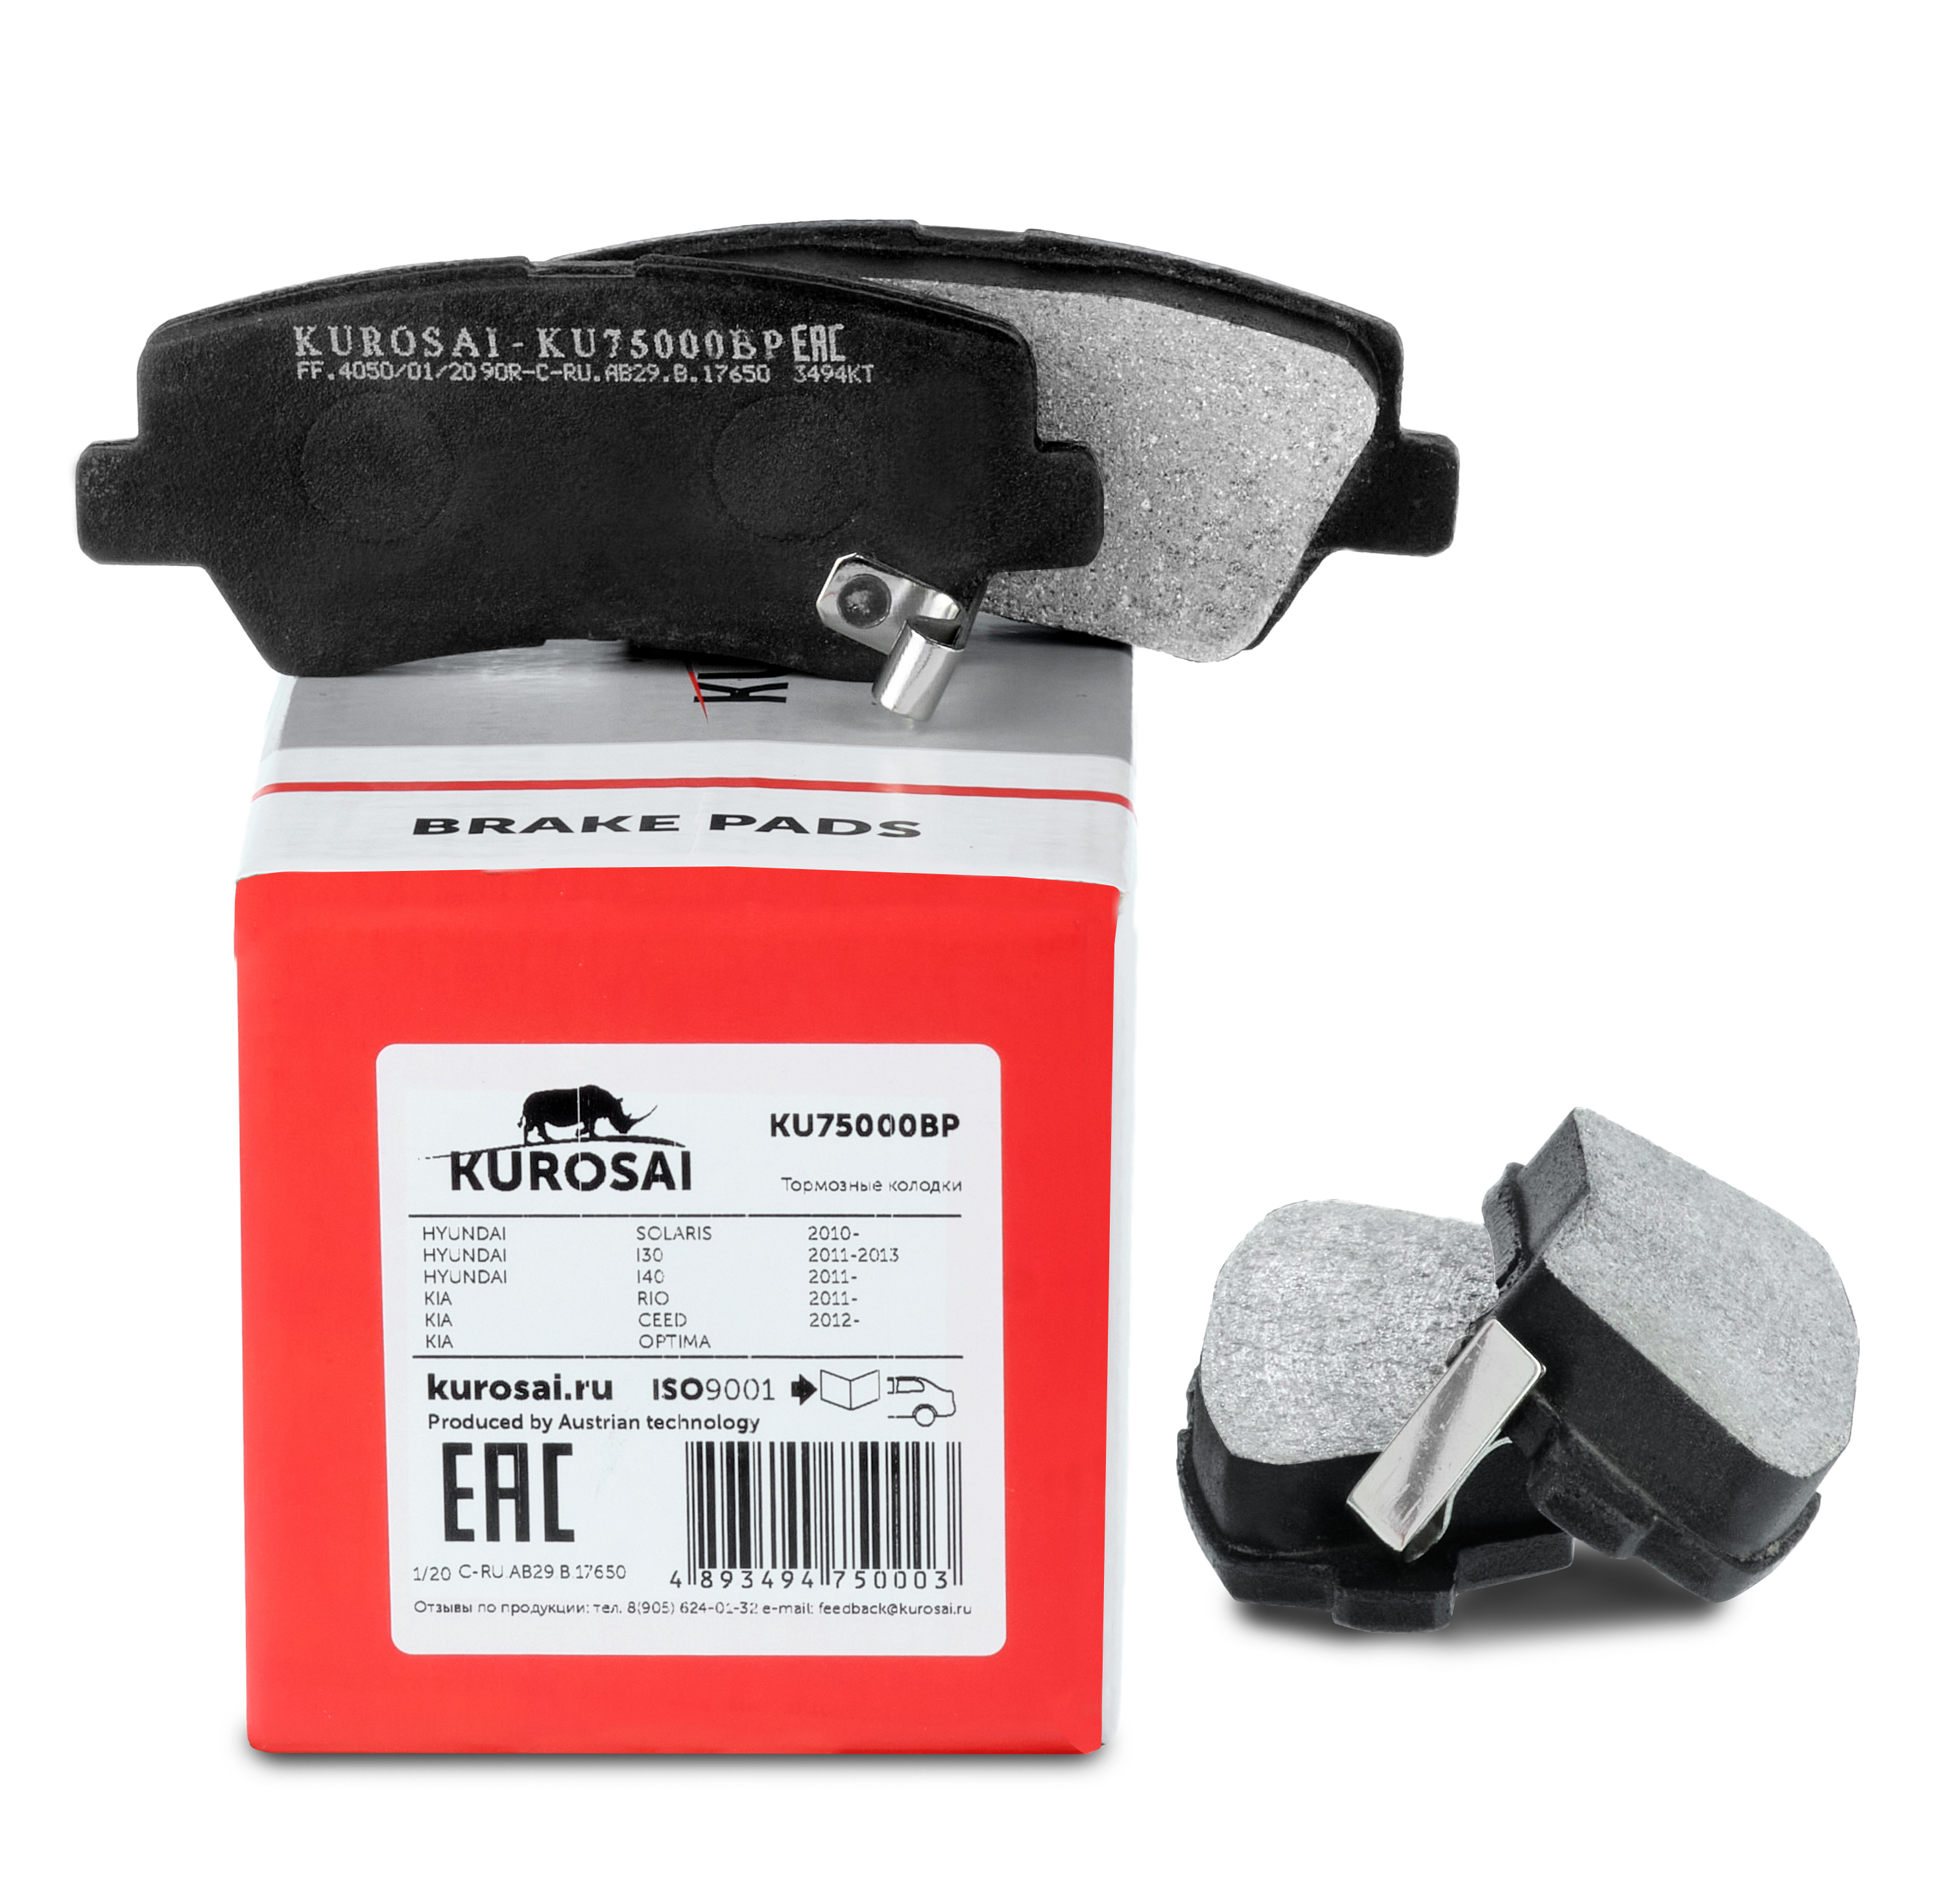 KUROSAI-KU75000BP EAC
FF.4050/01/20 90R-C-RU.AB29.B.17650 3494KT
BRAKE PADS
KUROSAI
KU75000BP
Тормозные колодки
HYUNDAI SOLARIS 2010-
HYUNDAI I30 2011-2013
HYUNDAI I40 2011-
KIA RIO 2011-
KIA CEED 2012-
KIA OPTIMA
kurosai.ru ISO9001
Produced by Austrian technology
EAC
1/20 C-RU.AB29.B.17650
4 893494 750003
Отзывы по продукции: тел. 8(905) 624-01-32 e-mail: feedback@kurosai.ru